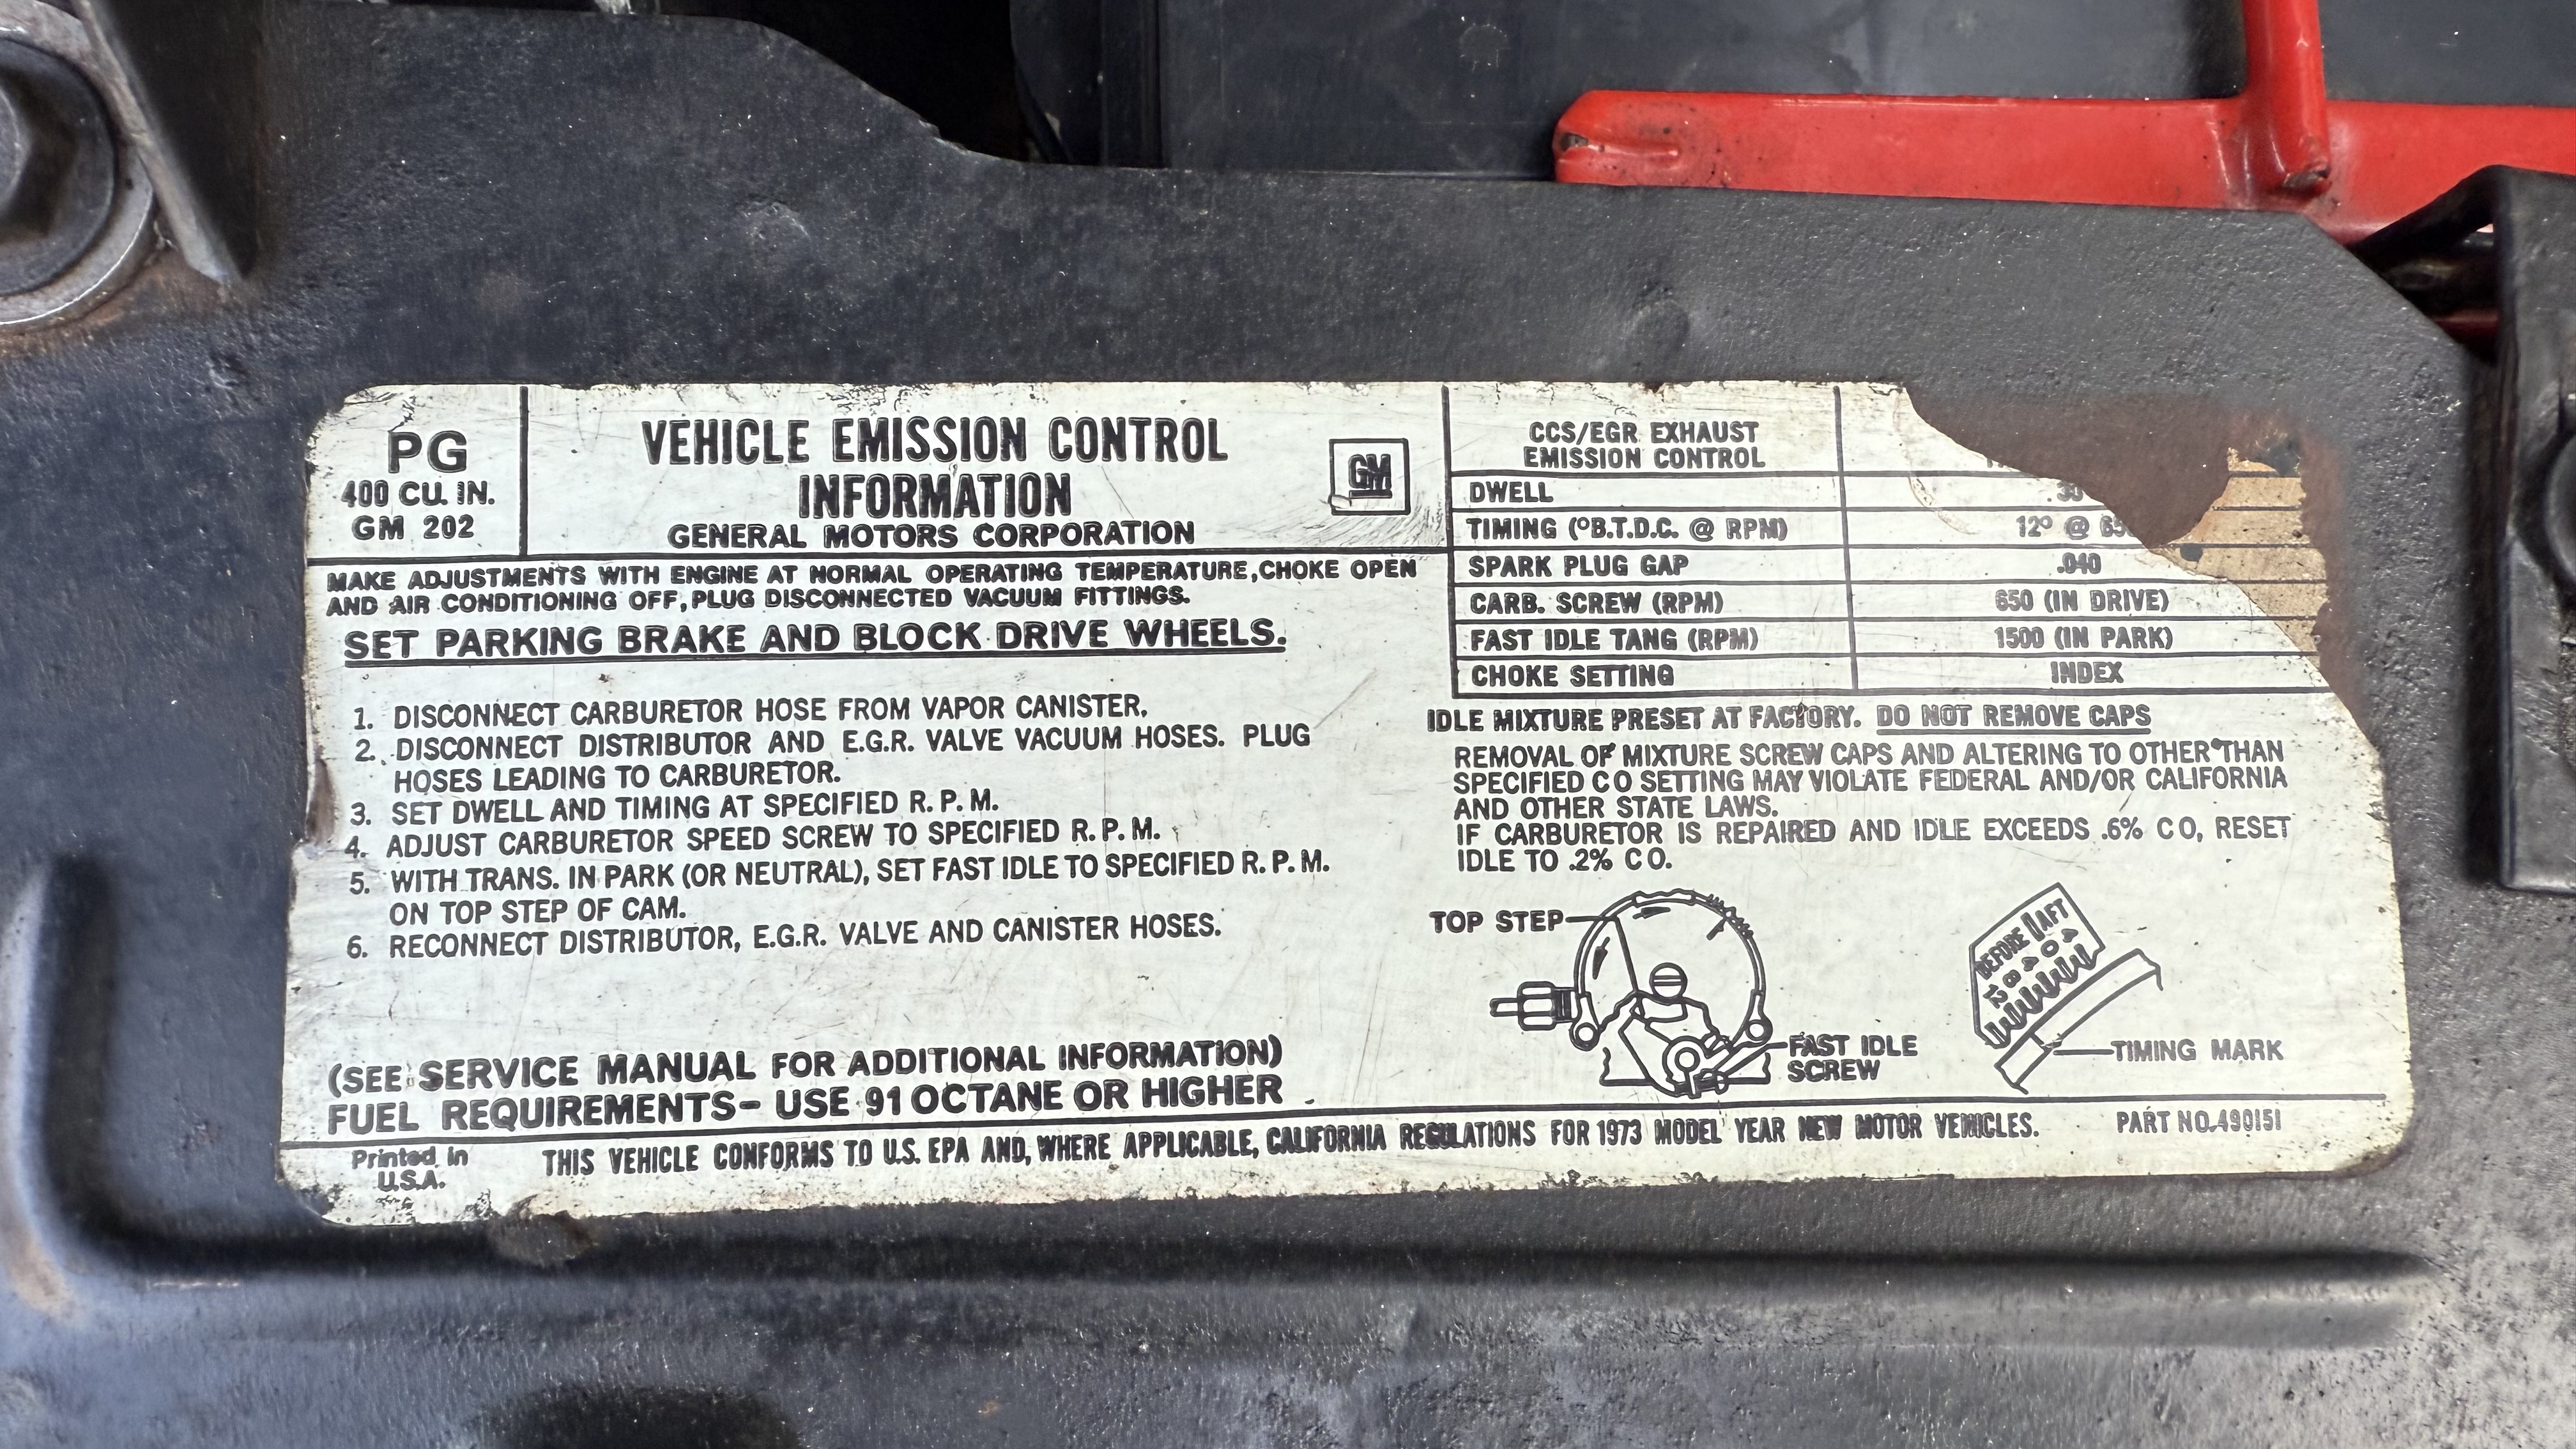 PG
400 CU. IN.
GM 202
VEHICLE EMISSION CONTROL
INFORMATION
GENERAL MOTORS CORPORATION
GM
MAKE ADJUSTMENTS WITH ENGINE AT NORMAL OPERATING TEMPERATURE, CHOKE OPEN
AND AIR CONDITIONING OFF, PLUG DISCONNECTED VACUUM FITTINGS.
SET PARKING BRAKE AND BLOCK DRIVE WHEELS.
1. DISCONNECT CARBURETOR HOSE FROM VAPOR CANISTER.
2. DISCONNECT DISTRIBUTOR AND E.G.R. VALVE VACUUM HOSES. PLUG
HOSES LEADING TO CARBURETOR.
3. SET DWELL AND TIMING AT SPECIFIED R.P.M.
4. ADJUST CARBURETOR SPEED SCREW TO SPECIFIED R.P.M.
5. WITH TRANS. IN PARK (OR NEUTRAL), SET FAST IDLE TO SPECIFIED R.P.M.
ON TOP STEP OF CAM.
6. RECONNECT DISTRIBUTOR, E.G.R. VALVE AND CANISTER HOSES.
(SEE SERVICE MANUAL FOR ADDITIONAL INFORMATION)
FUEL REQUIREMENTS- USE 91 OCTANE OR HIGHER
CCS/EGR EXHAUST
EMISSION CONTROL
DWELL
TIMING (°B.T.D.C. @ RPM) 12° @
SPARK PLUG GAP .040
CARB. SCREW (RPM) 650 (IN DRIVE)
FAST IDLE TANG (RPM) 1500 (IN PARK)
CHOKE SETTING INDEX
IDLE MIXTURE PRESET AT FACTORY. DO NOT REMOVE CAPS
REMOVAL OF MIXTURE SCREW CAPS AND ALTERING TO OTHER THAN
SPECIFIED CO SETTING MAY VIOLATE FEDERAL AND/OR CALIFORNIA
AND OTHER STATE LAWS.
IF CARBURETOR IS REPAIRED AND IDLE EXCEEDS .6% CO, RESET
IDLE TO .2% CO.
TOP STEP
FAST IDLE
SCREW
BEFORE AFT
12 8 4 0 4
TIMING MARK
Printed in
U.S.A.
THIS VEHICLE CONFORMS TO U.S. EPA AND, WHERE APPLICABLE, CALIFORNIA REGULATIONS FOR 1973 MODEL YEAR NEW MOTOR VEHICLES. PART NO. 490151